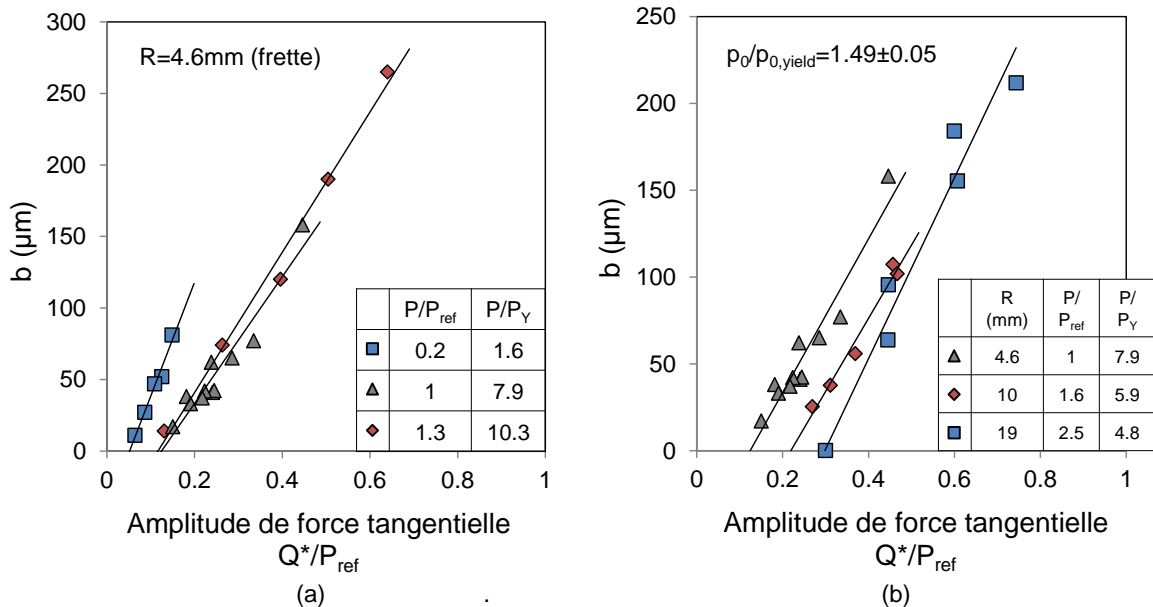 300
250
200
150
100
50
0
b (µm)
R=4.6mm (frette)
P/Pref P/PY
0.2 1.6
1 7.9
1.3 10.3
0 0.2 0.4 0.6 0.8 1
Amplitude de force tangentielle
Q*/Pref
(a) .
250
200
150
100
50
0
b (µm)
p0/p0,yield=1.49±0.05
R
(mm) P/
Pref P/
PY
4.6 1 7.9
10 1.6 5.9
19 2.5 4.8
0 0.2 0.4 0.6 0.8 1
Amplitude de force tangentielle
Q*/Pref
(b)